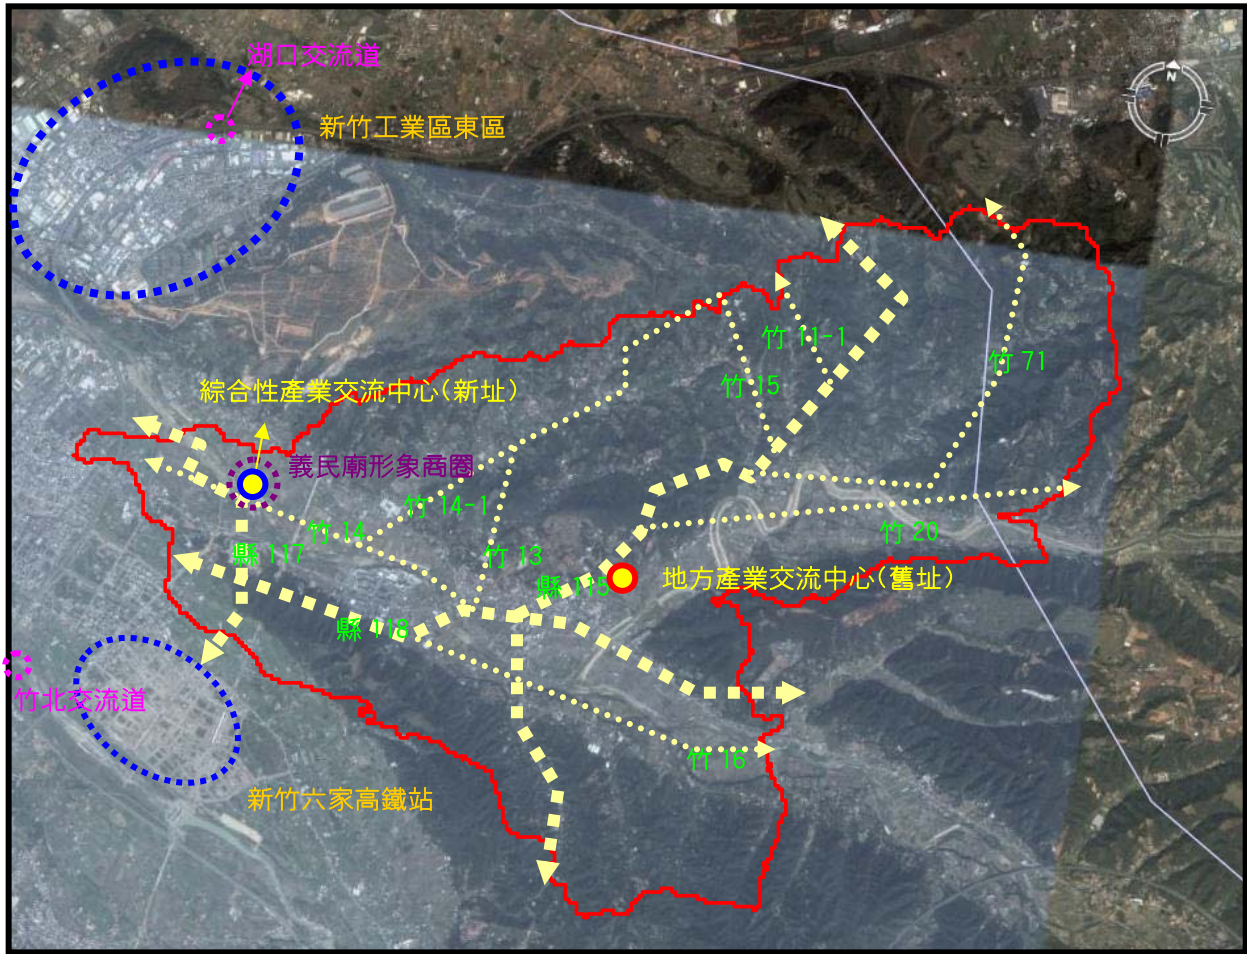 湖口交流道
N
新竹工業區東區
竹 11-1
竹 71
竹 15
綜合性產業交流中心(新址)
義民廟形象商圈
竹 14-1
竹 14
竹 20
縣 117
竹 13
縣 115
地方產業交流中心(舊址)
縣 118
竹北交流道
竹 16
新竹六家高鐵站